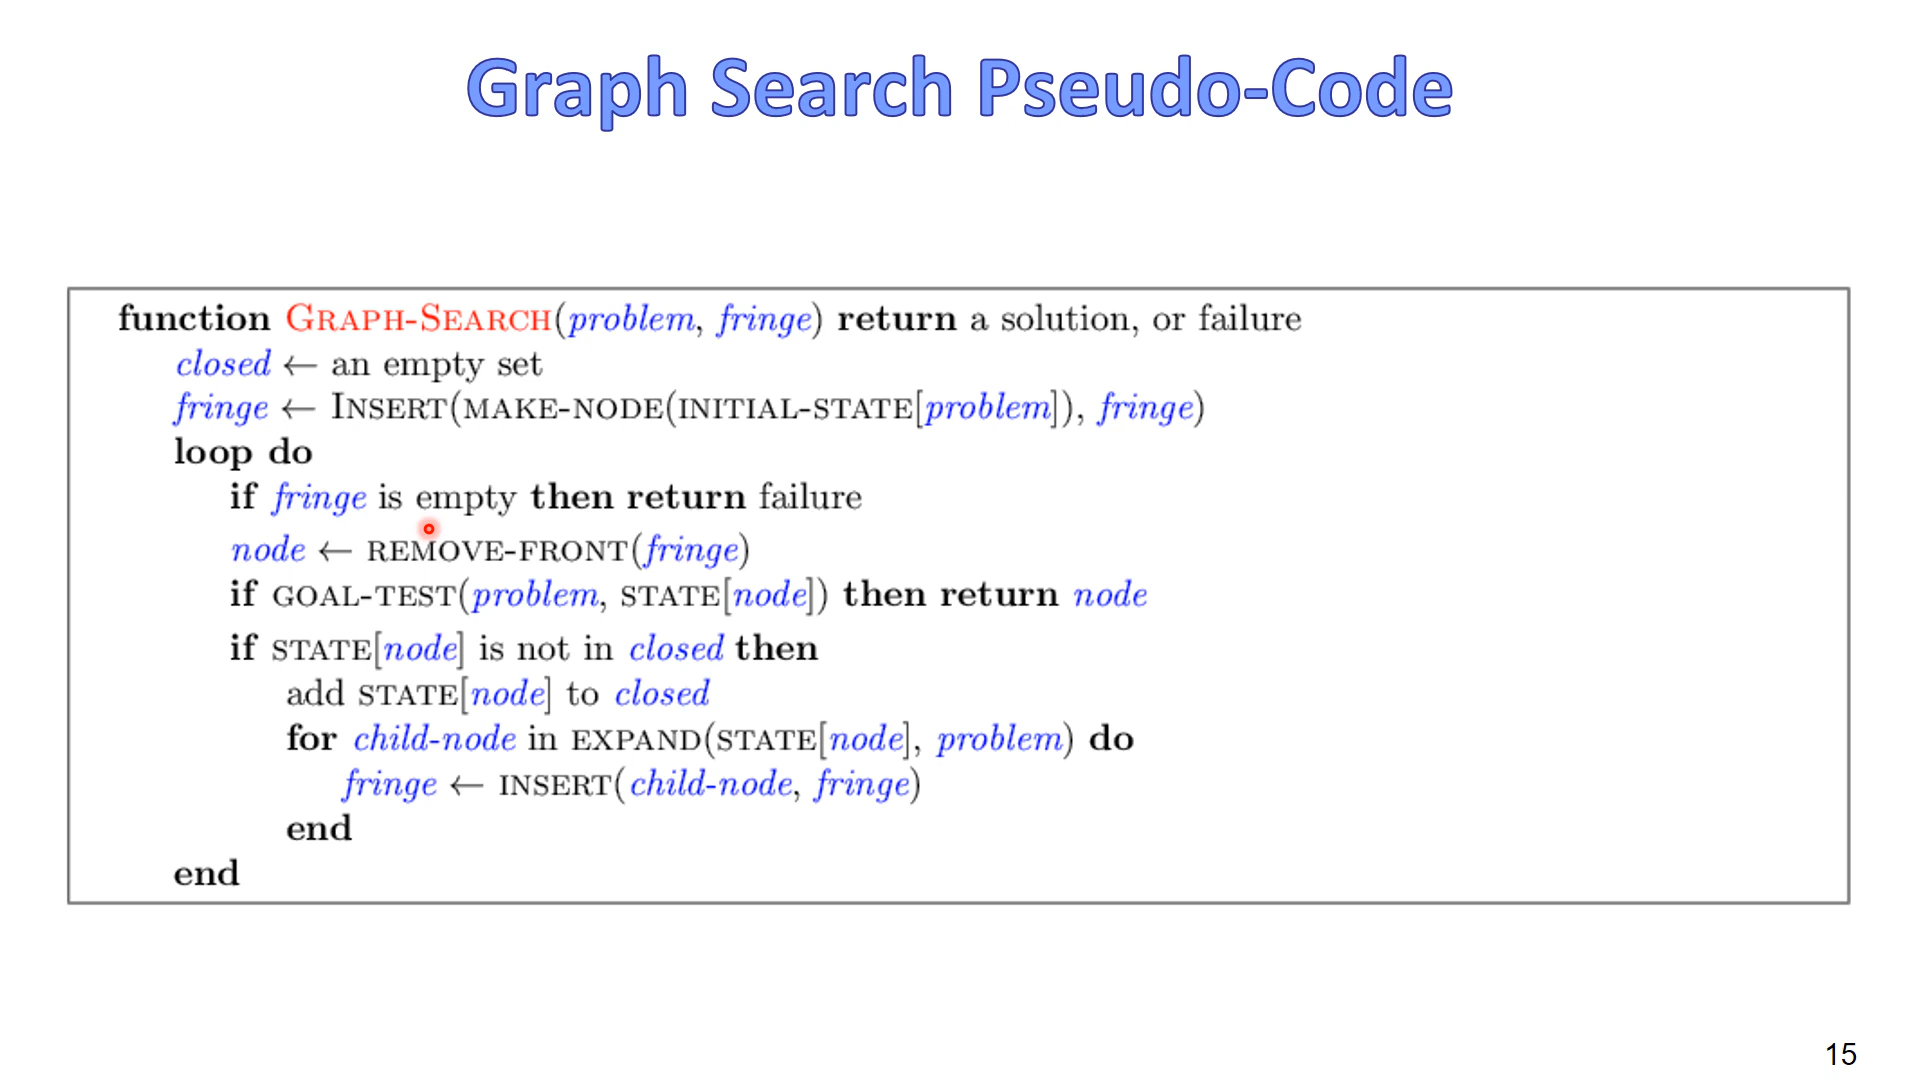 Graph Search Pseudo-Code
function GRAPH-SEARCH(problem, fringe) return a solution, or failure
closed ← an empty set
fringe ← INSERT(MAKE-NODE(INITIAL-STATE[problem]), fringe)
loop do
if fringe is empty then return failure
node ← REMOVE-FRONT(fringe)
if GOAL-TEST(problem, STATE[node]) then return node
if STATE[node] is not in closed then
add STATE[node] to closed
for child-node in EXPAND(STATE[node], problem) do
fringe ← INSERT(child-node, fringe)
end
end
15